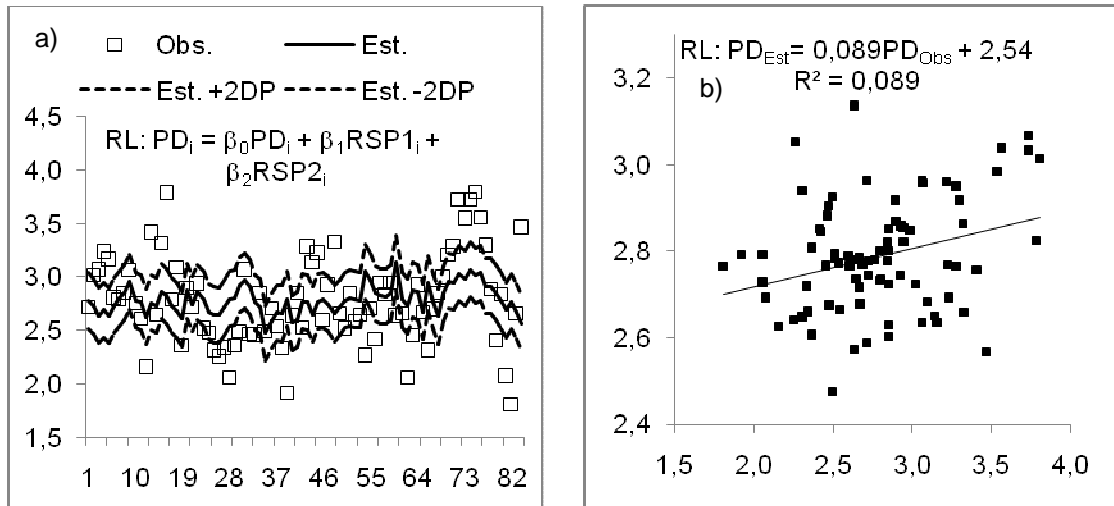 a)
Obs.
Est.
Est. +2DP
Est. -2DP
4,5
4,0
3,5
3,0
2,5
2,0
1,5
RL: PDᵢ = β₀PDᵢ + β₁RSP1ᵢ +
β₂RSP2ᵢ
1 10 19 28 37 46 55 64 73 82
b)
RL: PD_Est = 0,089PD_Obs + 2,54
R² = 0,089
3,2
3,0
2,8
2,6
2,4
1,5 2,0 2,5 3,0 3,5 4,0